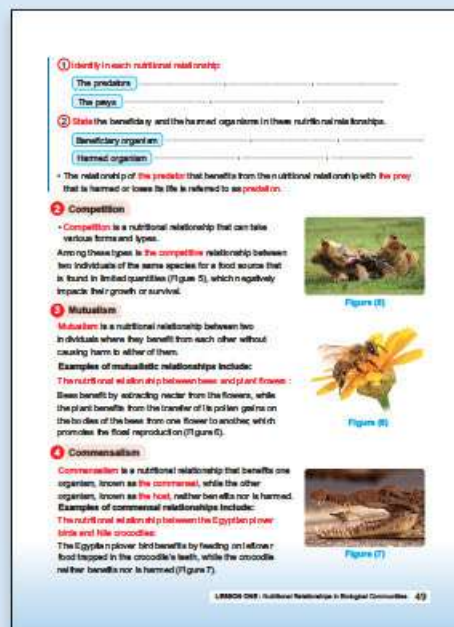 1 Identify in each nutritional relationship:
The predators
The preys
2 State the beneficiary and the harmed organisms in these nutritional relationships.
Beneficiary organism
Harmed organism
• The relationship of the predator that benefits from the nutritional relationship with the prey
that is harmed or loses its life is referred to as predation.
2 Competition
• Competition is a nutritional relationship that can take
various forms and types.
Among these types is the competitive relationship between
two individuals of the same species for a food source that
is found in limited quantities (Figure 5), which negatively
impacts their growth or survival.
Figure (5)
3 Mutualism
Mutualism is a nutritional relationship between two
individuals where they benefit from each other without
causing harm to either of them.
Examples of mutualistic relationships include:
The nutritional relationship between bees and plant flowers :
Bees benefit by extracting nectar from the flowers, while
the plant benefits from the transfer of its pollen grains on
the bodies of the bees from one flower to another, which
promotes the floral reproduction (Figure 6).
Figure (6)
4 Commensalism
Commensalism is a nutritional relationship that benefits one
organism, known as the commensal, while the other
organism, known as the host, neither benefits nor is harmed.
Examples of commensal relationships include:
The nutritional relationship between the Egyptian plover
birds and Nile crocodiles:
The Egyptian plover bird benefits by feeding on leftover
food trapped in the crocodile's teeth, while the crocodile
neither benefits nor is harmed (Figure 7).
Figure (7)
LESSON ONE : Nutritional Relationships in Biological Communities 49